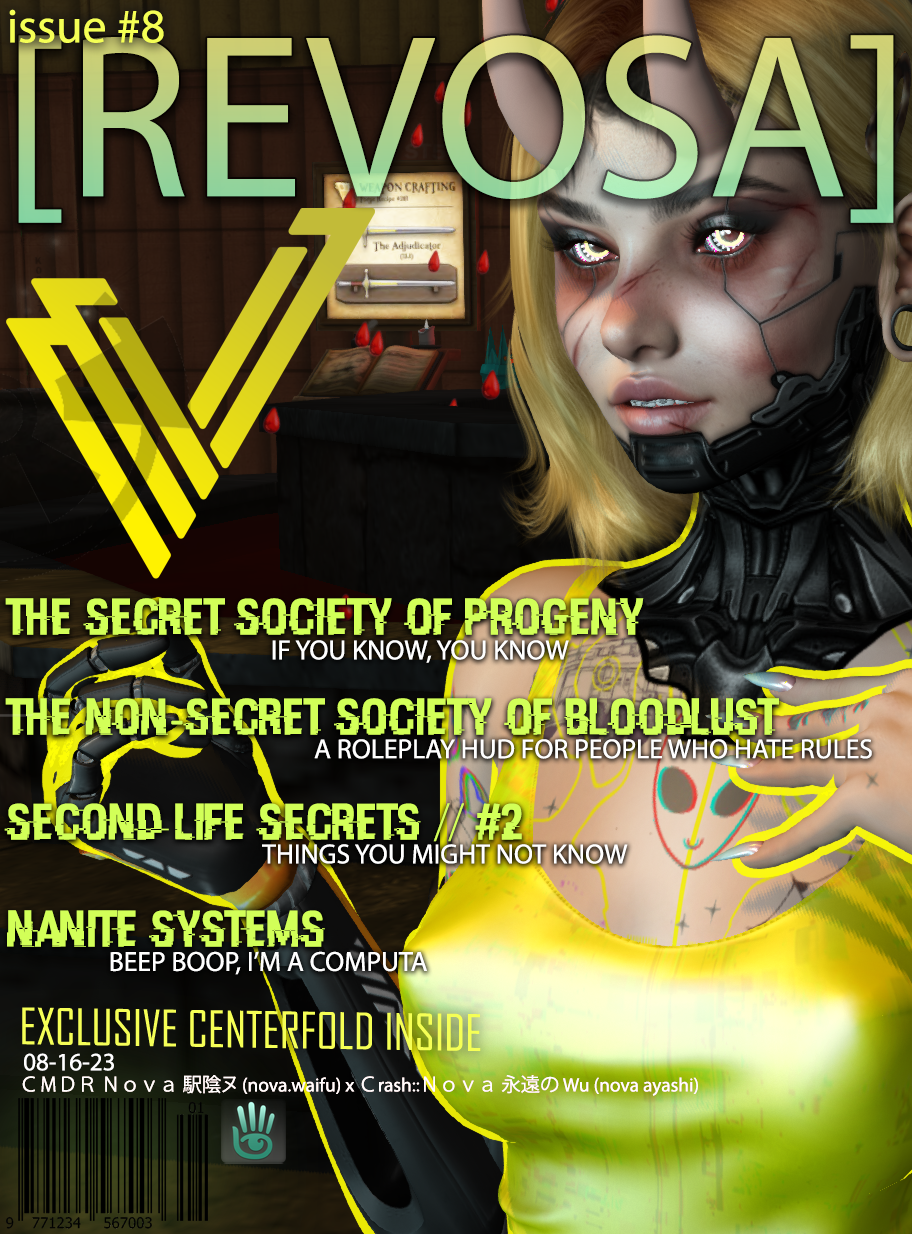 issue #8
[REVOSA]
WEAPON CRAFTING
The Adjudicator
THE SECRET SOCIETY OF PROGENY
IF YOU KNOW, YOU KNOW
THE NON-SECRET SOCIETY OF BLOODLUST
A ROLEPLAY HUD FOR PEOPLE WHO HATE RULES
SECOND LIFE SECRETS // #2
THINGS YOU MIGHT NOT KNOW
NANITE SYSTEMS
BEEP BOOP, I'M A COMPUTA
EXCLUSIVE CENTERFOLD INSIDE
08-16-23
ＣＭＤＲ Ｎｏｖａ 駅陰ヌ (nova.waifu) x Ｃrash::Ｎｏｖａ 永遠の Wu (nova ayashi)
01
9 771234 567003